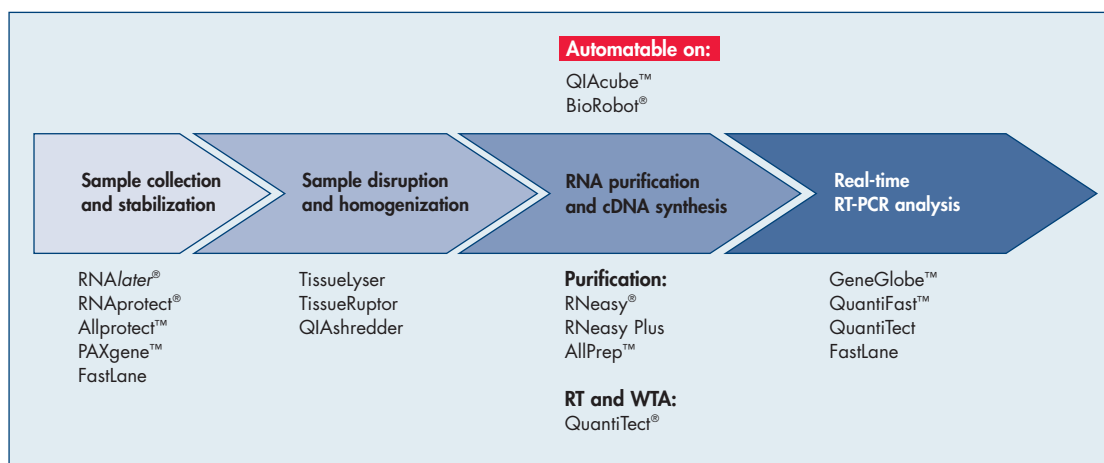 Automatable on:
QIAcube™
BioRobot®
Sample collection
and stabilization
Sample disruption
and homogenization
RNA purification
and cDNA synthesis
Real-time
RT-PCR analysis
RNAlater®
RNAprotect®
Allprotect™
PAXgene™
FastLane
TissueLyser
TissueRuptor
QIAshredder
Purification:
RNeasy®
RNeasy Plus
AllPrep™
RT and WTA:
QuantiTect®
GeneGlobe™
QuantiFast™
QuantiTect
FastLane